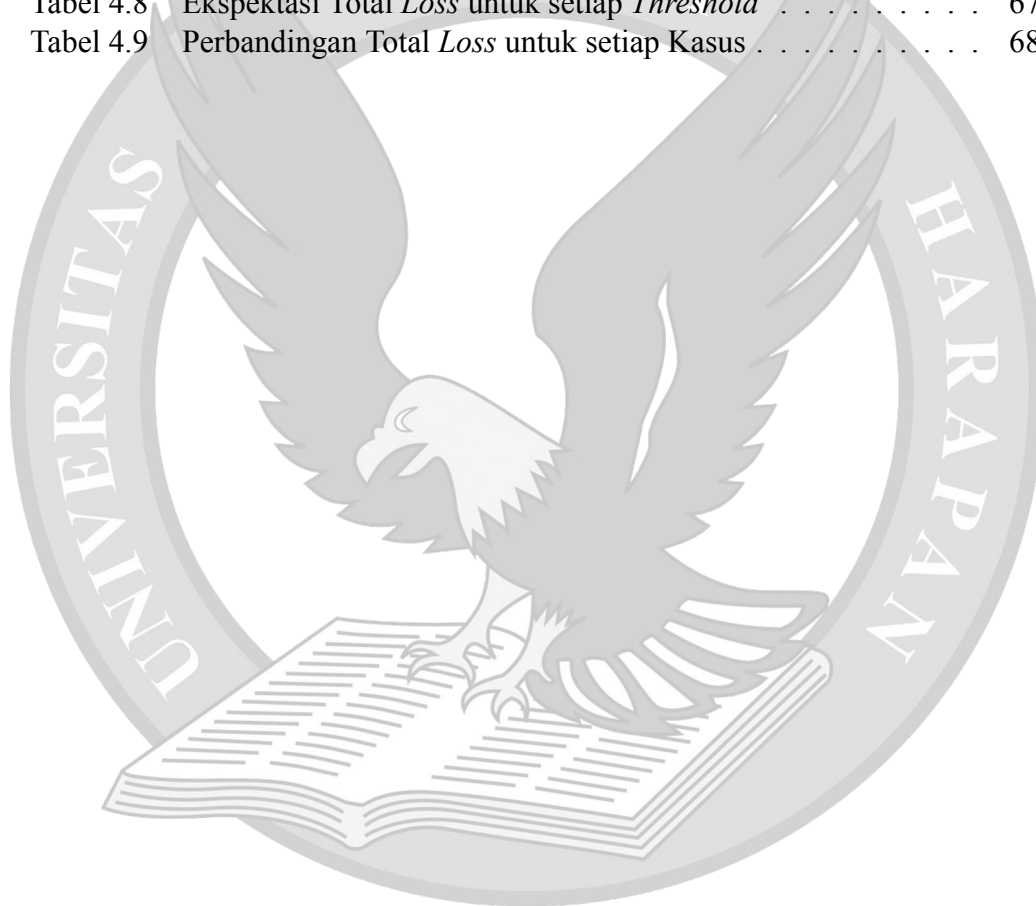 Tabel 4.8 Ekspektasi Total Loss untuk setiap Threshold . . . . . . . . . . 67
Tabel 4.9 Perbandingan Total Loss untuk setiap Kasus . . . . . . . . . . . 68
UNIVERSITAS
HARAPAN